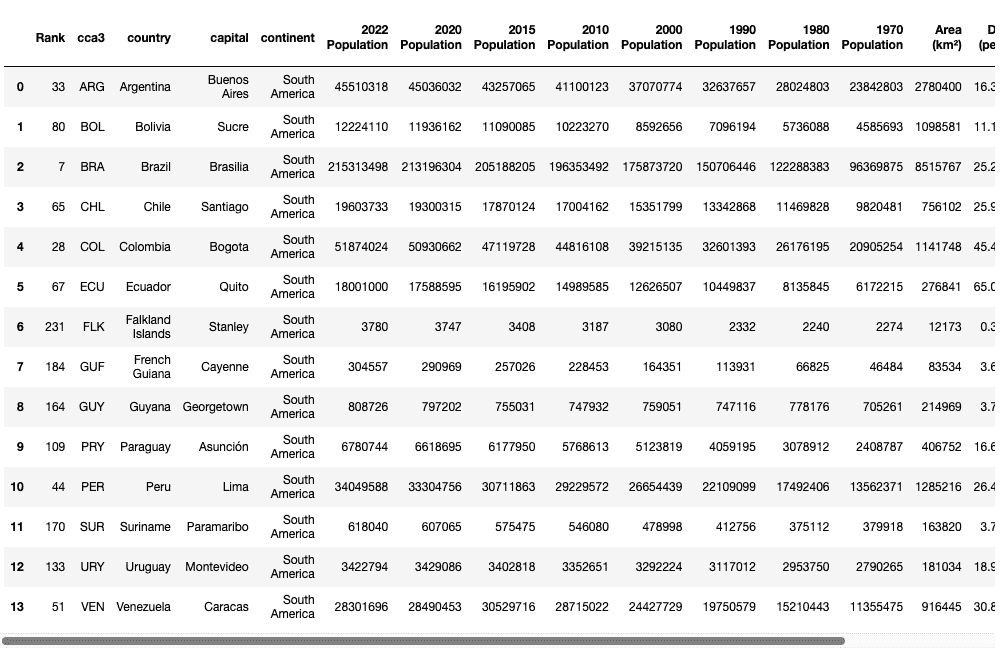 Rank cca3 country capital continent 2022 Population 2020 Population 2015 Population 2010 Population 2000 Population 1990 Population 1980 Population 1970 Population Area (km²) D (pe
0 33 ARG Argentina Buenos Aires South America 45510318 45036032 43257065 41100123 37070774 32637657 28024803 23842803 2780400 16.3
1 80 BOL Bolivia Sucre South America 12224110 11936162 11090085 10223270 8592656 7096194 5736088 4585693 1098581 11.1
2 7 BRA Brazil Brasilia South America 215313498 213196304 205188205 196353492 175873720 150706446 122288383 96369875 8515767 25.2
3 65 CHL Chile Santiago South America 19603733 19300315 17870124 17004162 15351799 13342868 11469828 9820481 756102 25.9
4 28 COL Colombia Bogota South America 51874024 50930662 47119728 44816108 39215135 32601393 26176195 20905254 1141748 45.4
5 67 ECU Ecuador Quito South America 18001000 17588595 16195902 14989585 12626507 10449837 8135845 6172215 276841 65.0
6 231 FLK Falkland Islands Stanley South America 3780 3747 3408 3187 3080 2332 2240 2274 12173 0.3
7 184 GUF French Guiana Cayenne South America 304557 290969 257026 228453 164351 113931 66825 46484 83534 3.6
8 164 GUY Guyana Georgetown South America 808726 797202 755031 747932 759051 747116 778176 705261 214969 3.7
9 109 PRY Paraguay Asunción South America 6780744 6618695 6177950 5768613 5123819 4059195 3078912 2408787 406752 16.6
10 44 PER Peru Lima South America 34049588 33304756 30711863 29229572 26654439 22109099 17492406 13562371 1285216 26.4
11 170 SUR Suriname Paramaribo South America 618040 607065 575475 546080 478998 412756 375112 379918 163820 3.7
12 133 URY Uruguay Montevideo South America 3422794 3429086 3402818 3352651 3292224 3117012 2953750 2790265 181034 18.9
13 51 VEN Venezuela Caracas South America 28301696 28490453 30529716 28715022 24427729 19750579 15210443 11355475 916445 30.8